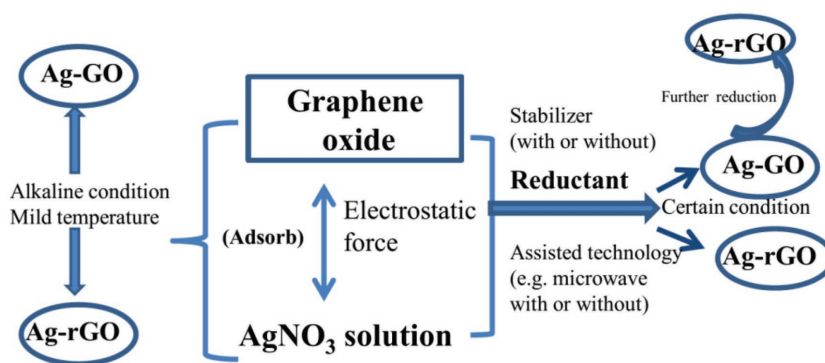 Ag-GO
Alkaline condition
Mild temperature
Ag-rGO
Graphene
oxide
(Adsorb)
Electrostatic
force
AgNO₃ solution
Stabilizer
(with or without)
Reductant
Assisted technology
(e.g. microwave
with or without)
Ag-rGO
Further reduction
Ag-GO
Certain condition
Ag-rGO